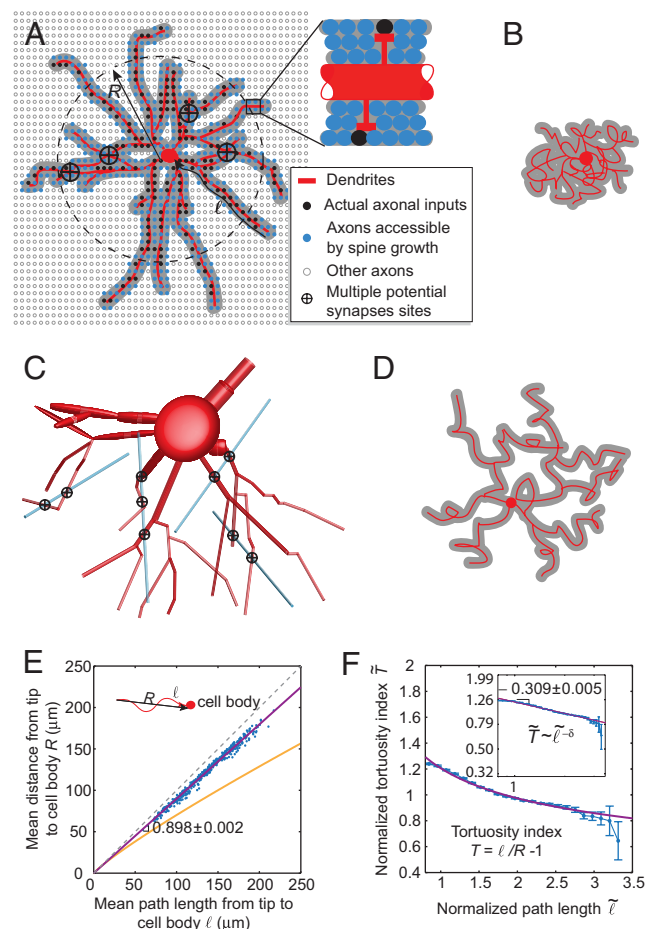 A
R
ℓ
B
Dendrites
Actual axonal inputs
Axons accessible
by spine growth
Other axons
Multiple potential
synapses sites
C
D
E
250
200
150
100
50
0
0 50 100 150 200 250
Mean distance from tip
to cell body R (μm)
R ℓ cell body
0.898±0.002
Mean path length from tip to
cell body ℓ (μm)
F
2
1.8
1.6
1.4
1.2
1
0.8
0.6
0.4
1 1.5 2 2.5 3 3.5
Normalized tortuosity index T̃
1.99
1.26
0.79
0.50
0.32
1
− 0.309±0.005
T̃~ℓ̃^−δ
Tortuosity index
T = ℓ/R -1
Normalized path length ℓ̃